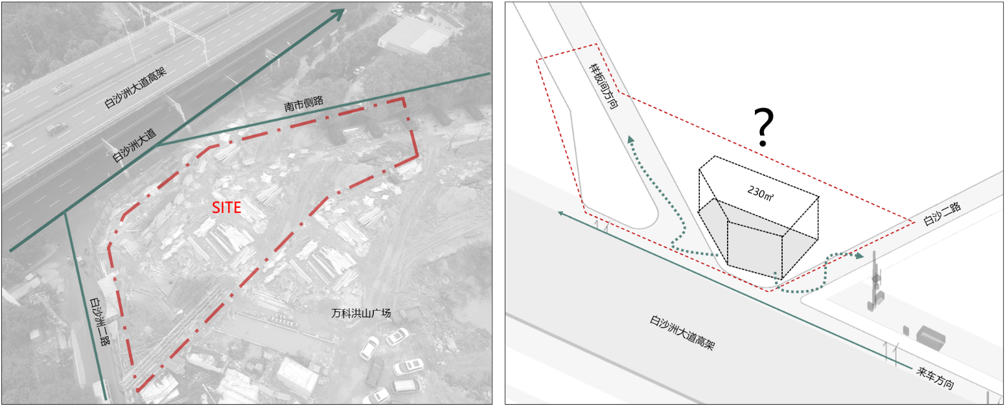 白沙洲大道高架
南市侧路
白沙洲大道
SITE
白沙洲二路
万科洪山广场
样板间方向
?
230㎡
白沙二路
白沙洲大道高架
来车方向